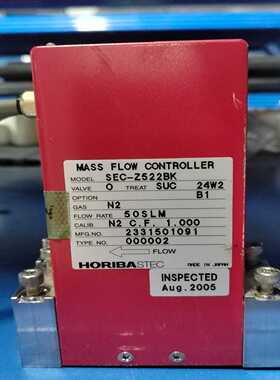 MASS FLOW CONTROLLER
MODEL SEC-Z522BK
VALVE O TREAT SUC 24W2
OPTION B1
GAS N2
FLOW RATE 50SLM
CALIB N2 C.F. 1.000
MFG.NO. 2331501091
TYPE NO. 000002
FLOW
HORIBASTEC MADE IN JAPAN
INSPECTED
Aug.2005